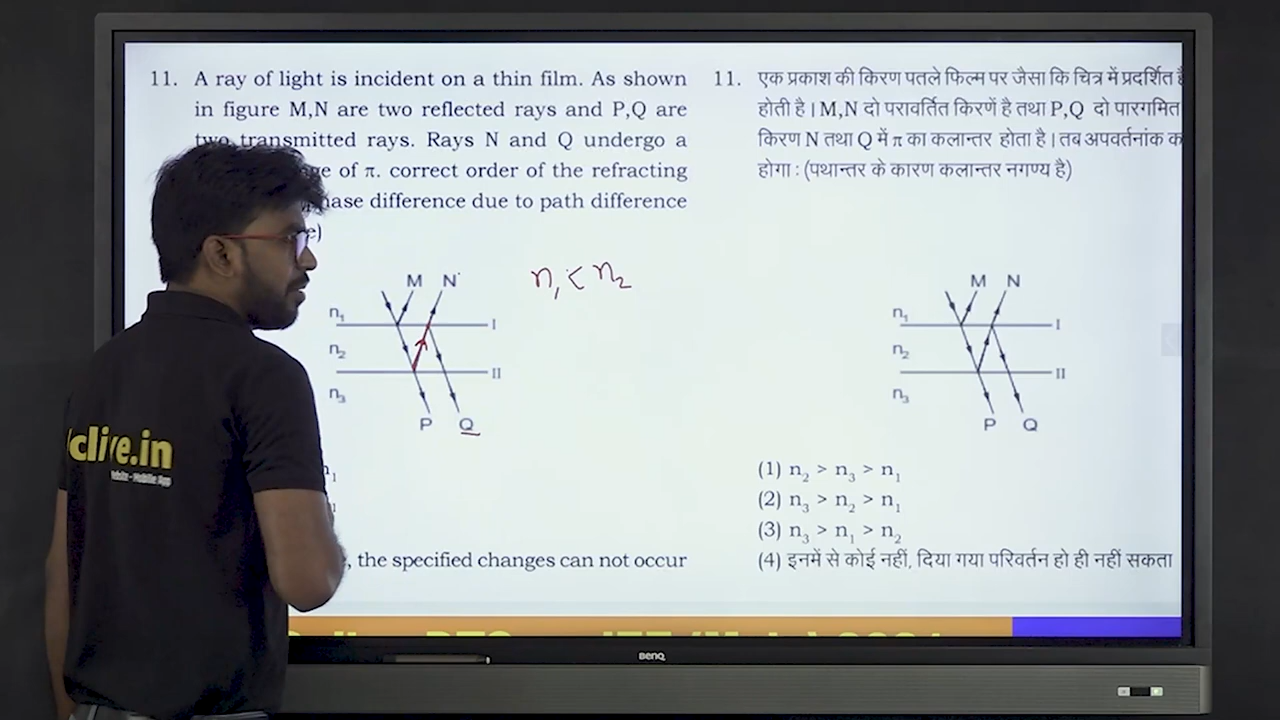 11. A ray of light is incident on a thin film. As shown
in figure M,N are two reflected rays and P,Q are
two transmitted rays. Rays N and Q undergo a
of π. correct order of the refracting
phase difference due to path difference
M N
n₁ I
n₂
II
n₃
P Q
n₁ < n₂
, the specified changes can not occur
11. एक प्रकाश की किरण पतले फिल्म पर जैसा कि चित्र में प्रदर्शित
होती है। M,N दो परावर्तित किरणें है तथा P,Q दो पारगमित
किरण N तथा Q में π का कलान्तर होता है। तब अपवर्तनांक
होगा : (पथान्तर के कारण कलान्तर नगण्य है)
M N
n₁ I
n₂
II
n₃
P Q
(1) n₂ > n₃ > n₁
(2) n₃ > n₂ > n₁
(3) n₃ > n₁ > n₂
(4) इनमें से कोई नहीं, दिया गया परिवर्तन हो ही नहीं सकता
clive.in
BenQ